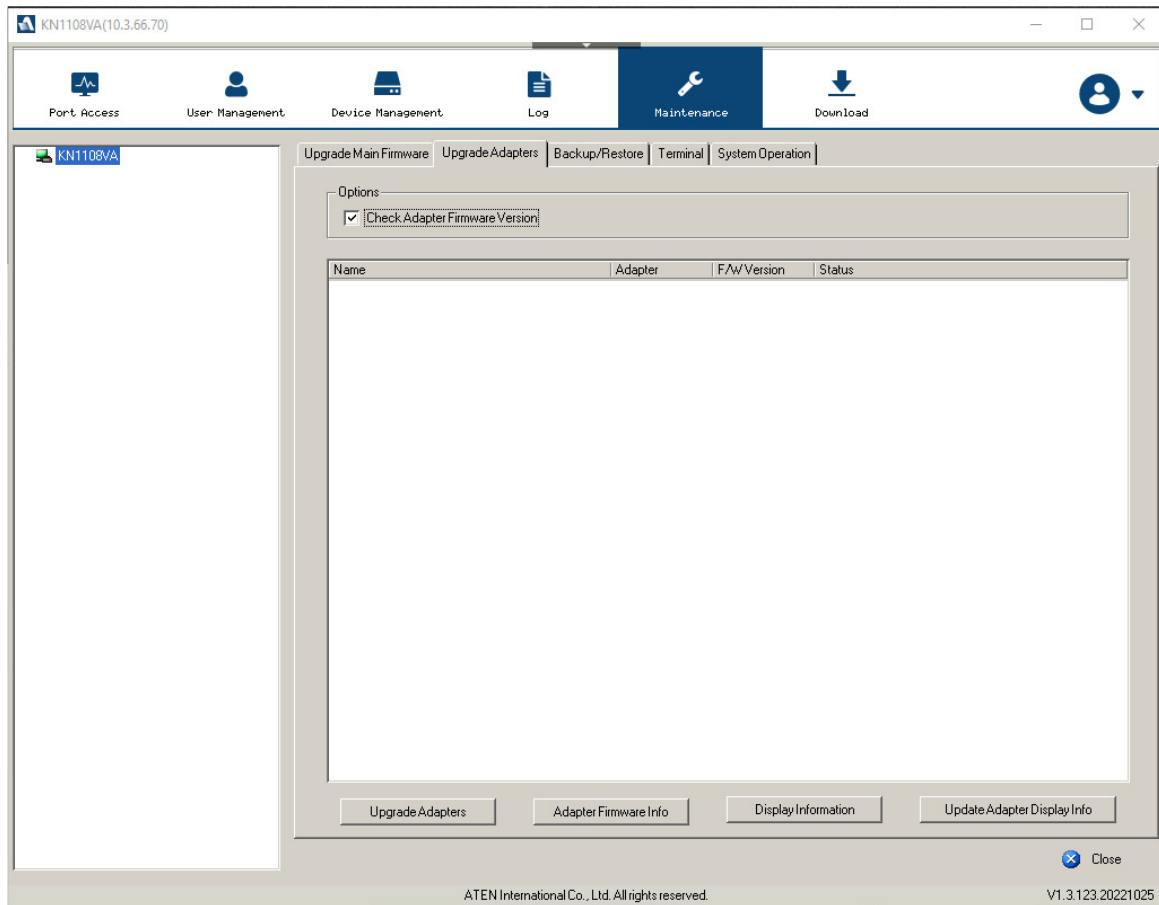 KN1108VA(10.3.66.70)
Port Access User Management Device Management Log Maintenance Download
KN1108VA
Upgrade Main Firmware Upgrade Adapters Backup/Restore Terminal System Operation
Options
Check Adapter Firmware Version
Name Adapter F/W Version Status
Upgrade Adapters Adapter Firmware Info Display Information Update Adapter Display Info
Close
ATEN International Co., Ltd. All rights reserved. V1.3.123.20221025